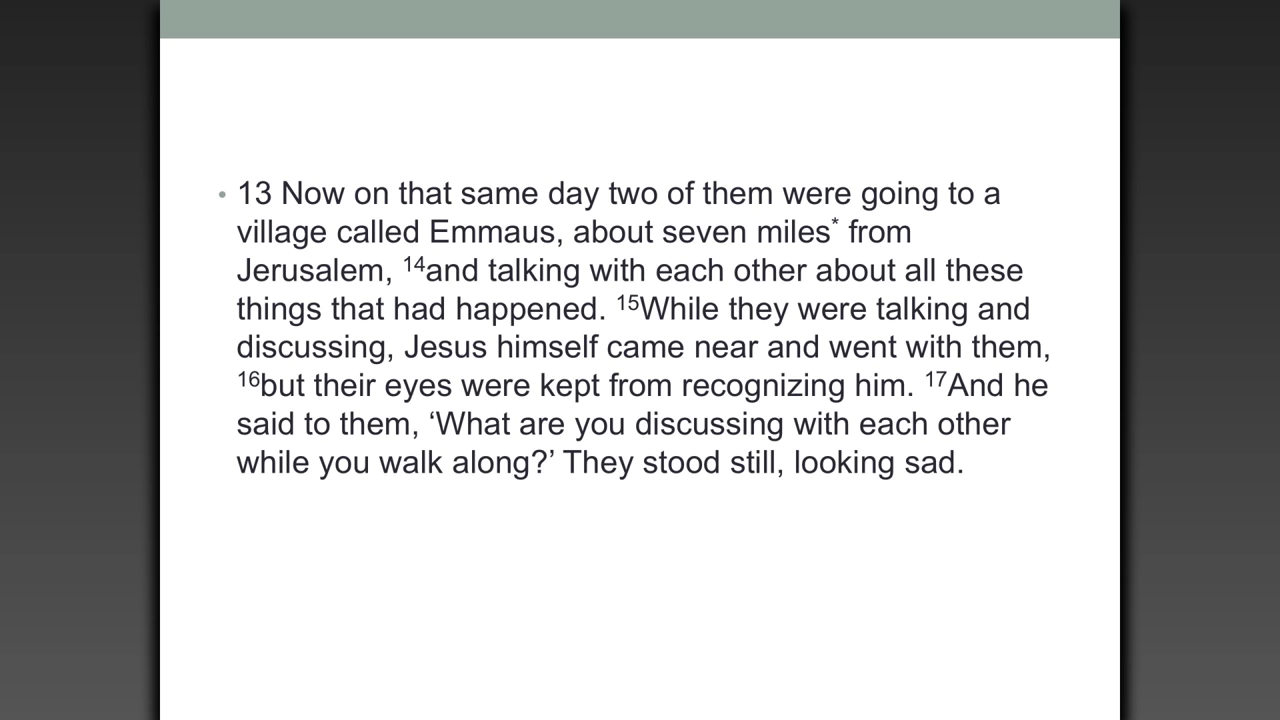 • 13 Now on that same day two of them were going to a
village called Emmaus, about seven miles* from
Jerusalem, 14and talking with each other about all these
things that had happened. 15While they were talking and
discussing, Jesus himself came near and went with them,
16but their eyes were kept from recognizing him. 17And he
said to them, ‘What are you discussing with each other
while you walk along?’ They stood still, looking sad.